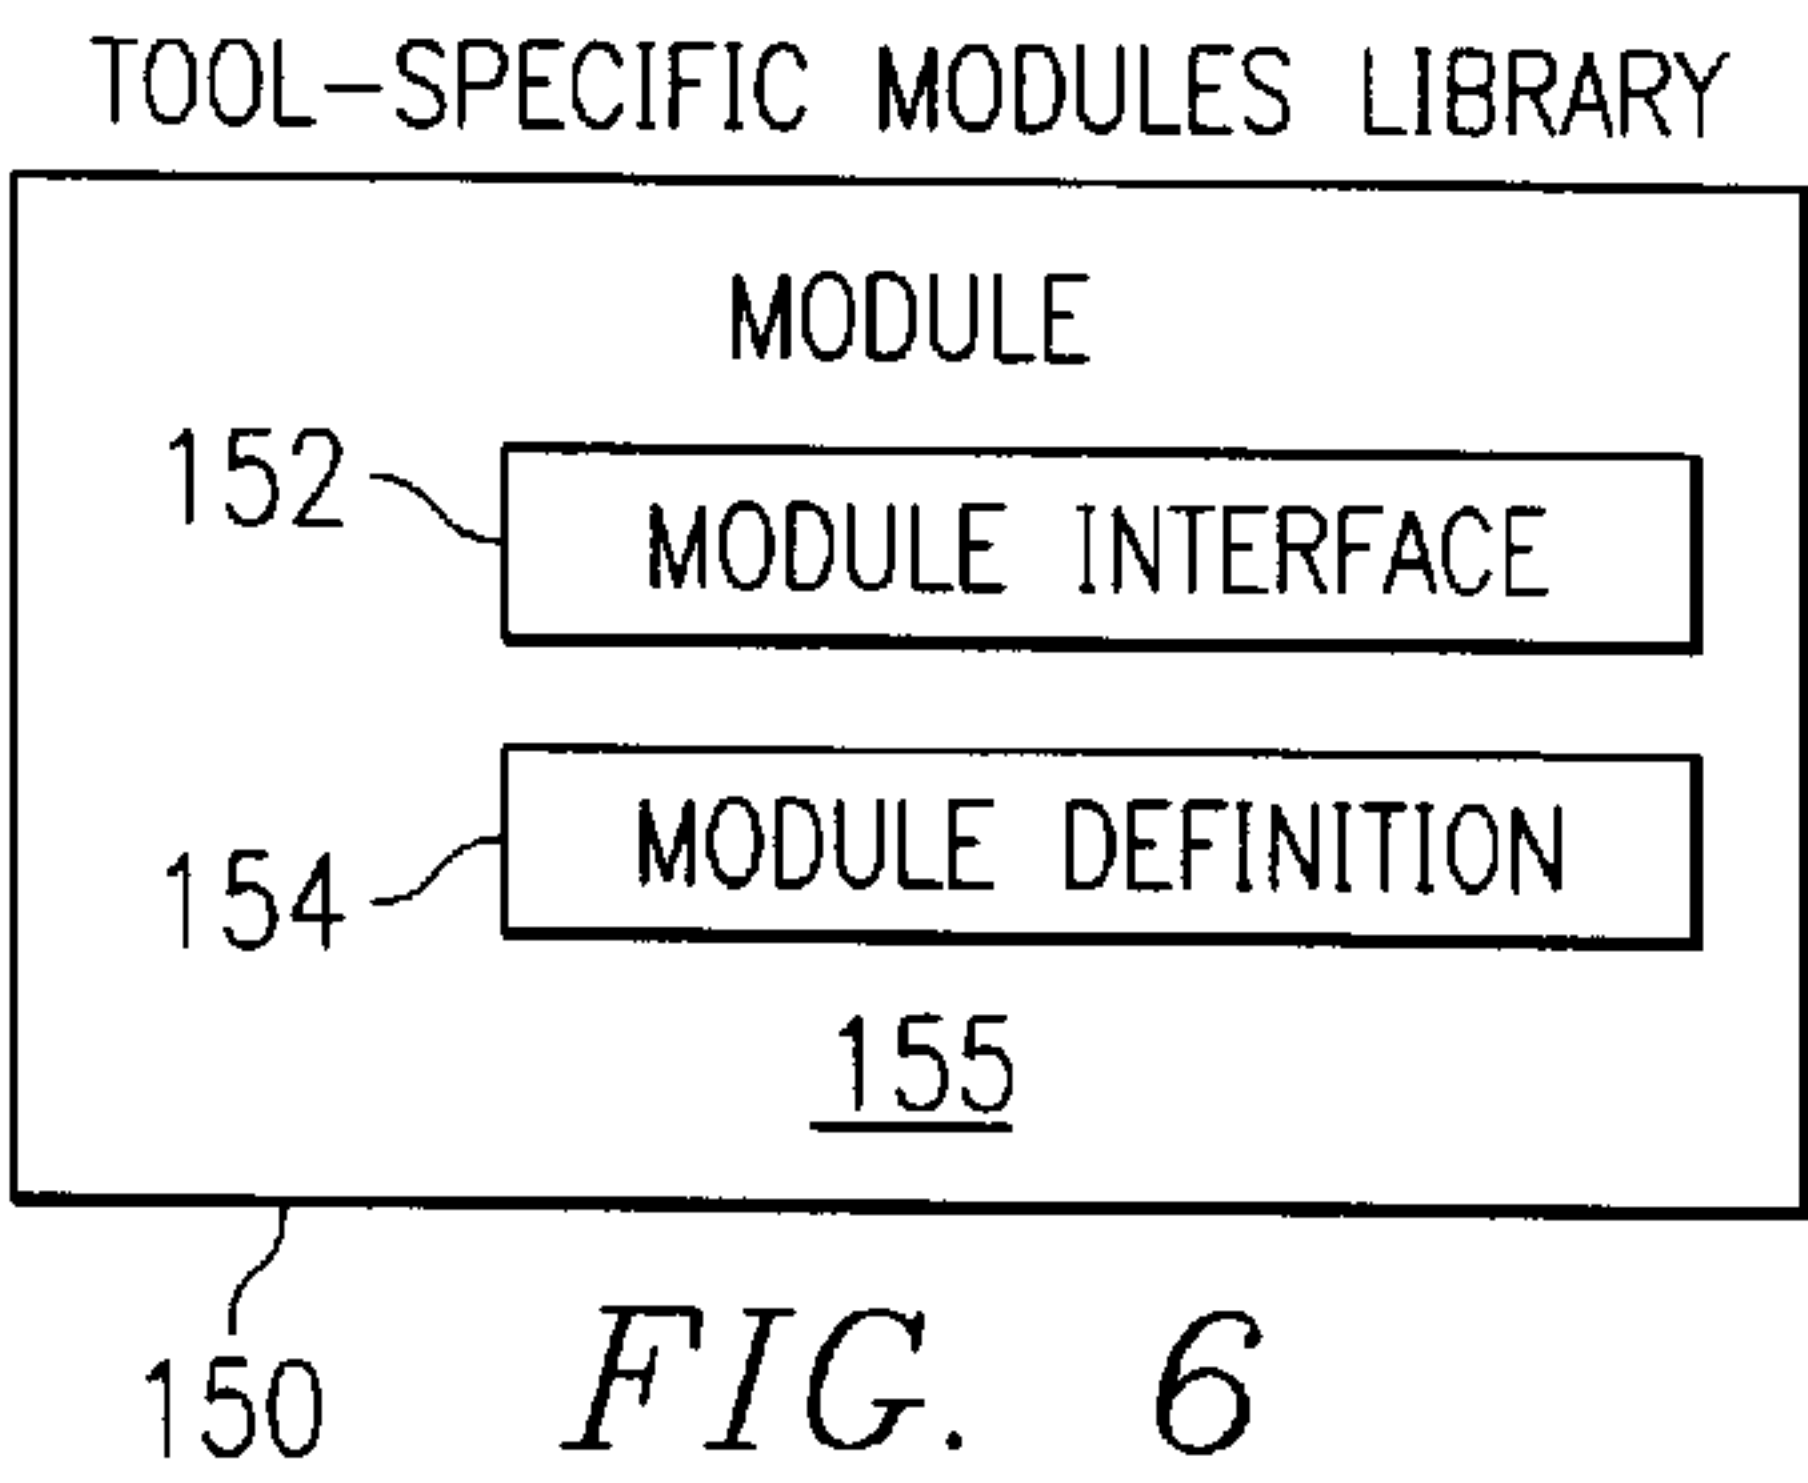 TOOL-SPECIFIC MODULES LIBRARY
MODULE
152
MODULE INTERFACE
154
MODULE DEFINITION
155
150
FIG. 6